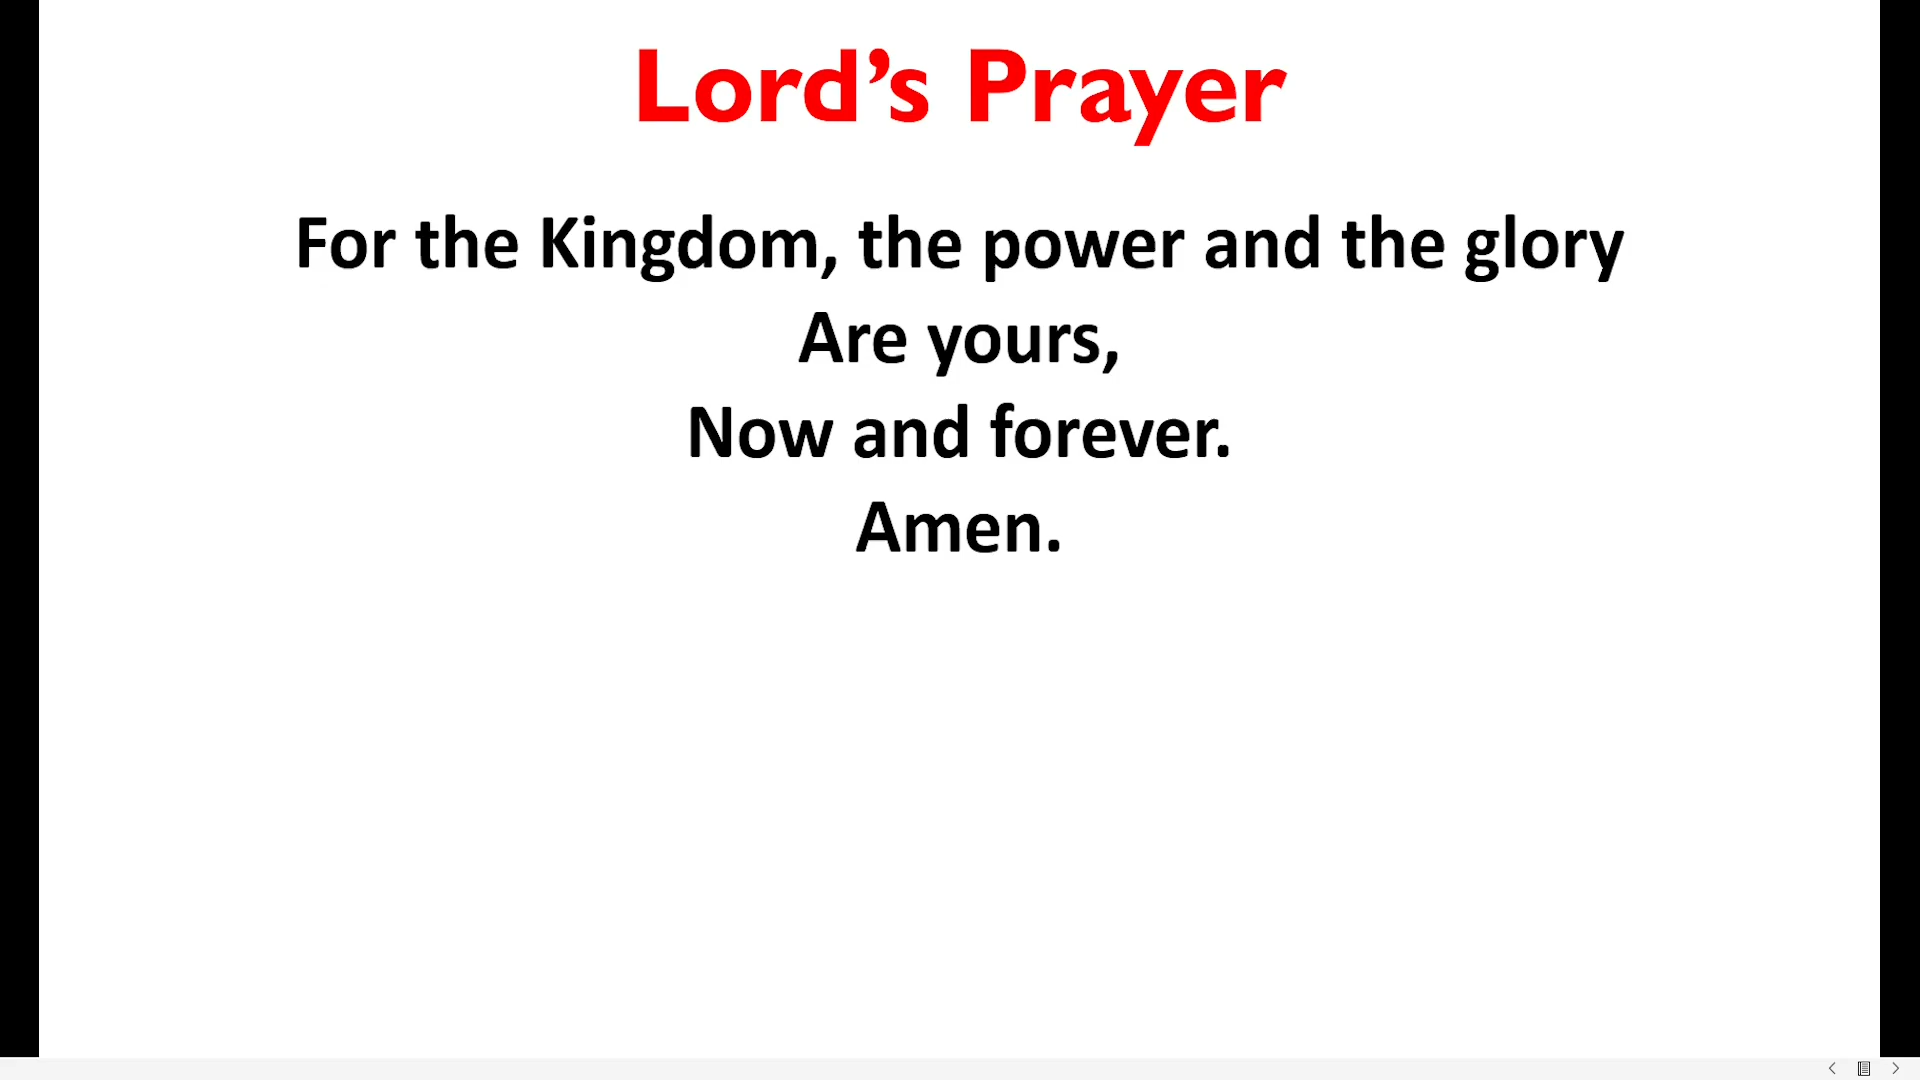 Lord’s Prayer
For the Kingdom, the power and the glory
Are yours,
Now and forever.
Amen.